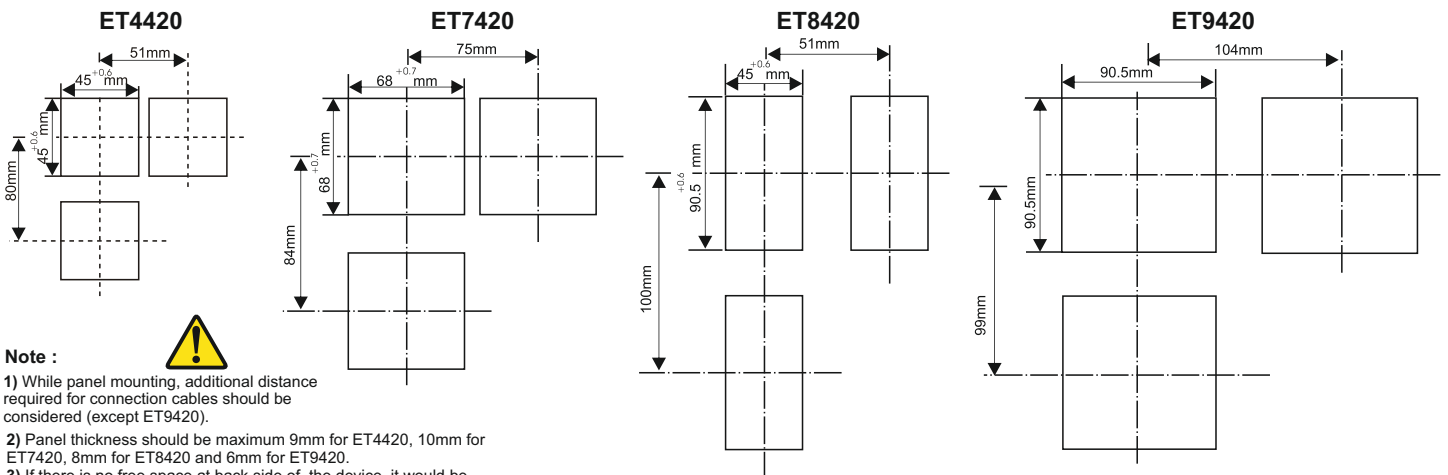 ET4420
ET7420
ET8420
ET9420
51mm
45 +0.6 mm
45 +0.6 mm
80mm
75mm
68 +0.7 mm
68 +0.7 mm
84mm
51mm
45 +0.6 mm
90.5 +0.6 mm
100mm
104mm
90.5mm
90.5mm
99mm
Note :
1) While panel mounting, additional distance
required for connection cables should be
considered (except ET9420).
2) Panel thickness should be maximum 9mm for ET4420, 10mm for
ET7420, 8mm for ET8420 and 6mm for ET9420.
3) If there is no free space at back side of the device, it would be